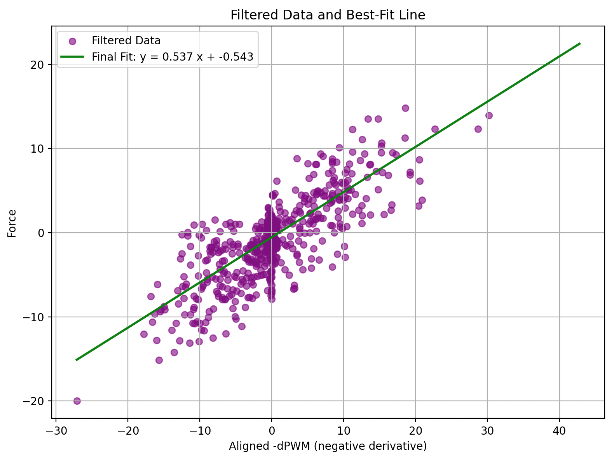 Filtered Data and Best-Fit Line
Filtered Data
Final Fit: y = 0.537 x + -0.543
20
10
0
−10
−20
Force
−30 −20 −10 0 10 20 30 40
Aligned -dPWM (negative derivative)